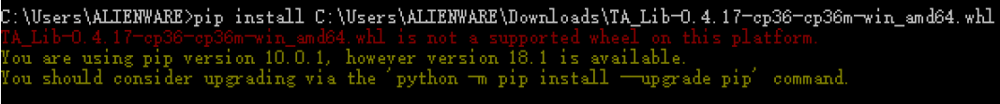 C:\Users\ALIENWARE>pip install C:\Users\ALIENWARE\Downloads\TA_Lib-0.4.17-cp36-cp36m-win_amd64.whl
TA_Lib-0.4.17-cp36-cp36m-win_amd64.whl is not a supported wheel on this platform.
You are using pip version 10.0.1, however version 18.1 is available.
You should consider upgrading via the 'python -m pip install --upgrade pip' command.